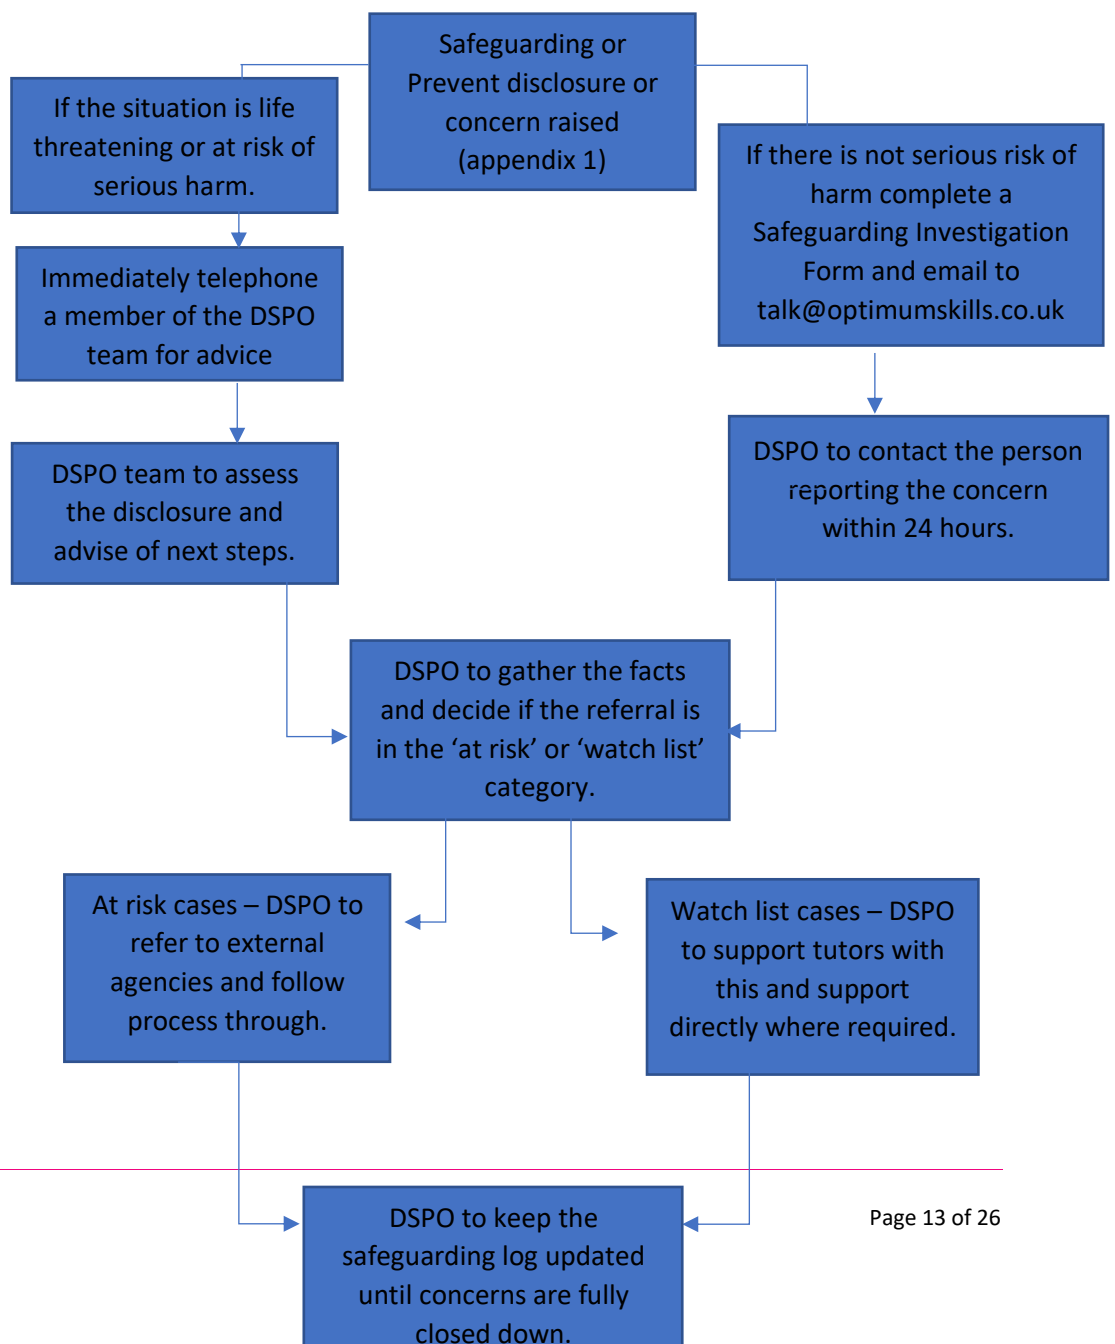 Safeguarding or
Prevent disclosure or
concern raised
(appendix 1)
If the situation is life
threatening or at risk of
serious harm.
If there is not serious risk of
harm complete a
Safeguarding Investigation
Form and email to
talk@optimumskills.co.uk
Immediately telephone
a member of the DSPO
team for advice
DSPO team to assess
the disclosure and
advise of next steps.
DSPO to contact the person
reporting the concern
within 24 hours.
DSPO to gather the facts
and decide if the referral is
in the ‘at risk’ or ‘watch list’
category.
At risk cases – DSPO to
refer to external
agencies and follow
process through.
Watch list cases – DSPO
to support tutors with
this and support
directly where required.
DSPO to keep the
safeguarding log updated
until concerns are fully
closed down.
Page 13 of 26